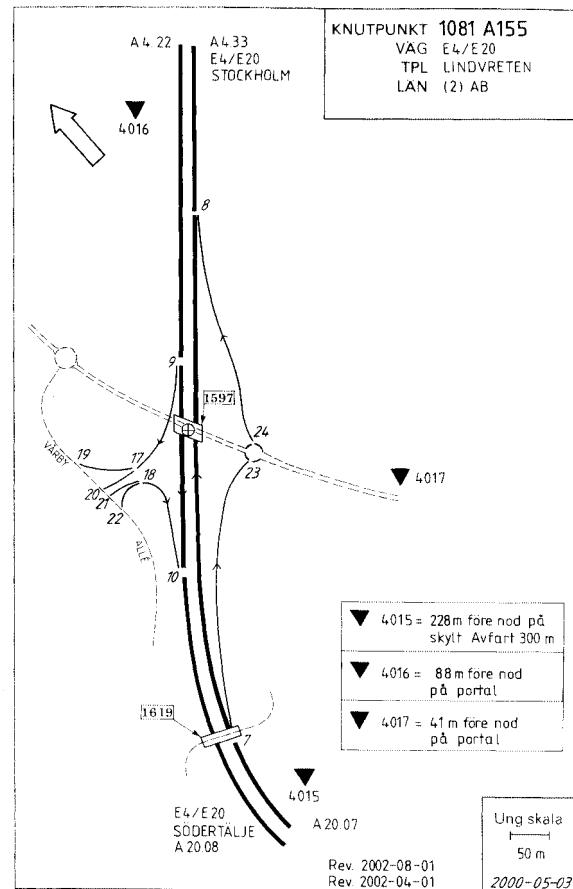 KNUTPUNKT 1081 A155
VÄG E4/E20
TPL LINDVRETEN
LÄN (2) AB
A 4.22
A 4.33
E4/E20
STOCKHOLM
4016
8
9
1597
24
23
4017
19
17
18
20
21
22
VÅRBY
ALLÉ
10
4015 = 228 m före nod på
skylt Avfart 300 m
4016 = 88 m före nod
på portal
4017 = 41 m före nod
på portal
1619
7
4015
E4/E20
SÖDERTÄLJE
A 20.08
A 20.07
Ung skala
50 m
Rev. 2002-08-01
Rev. 2002-04-01
2000-05-03